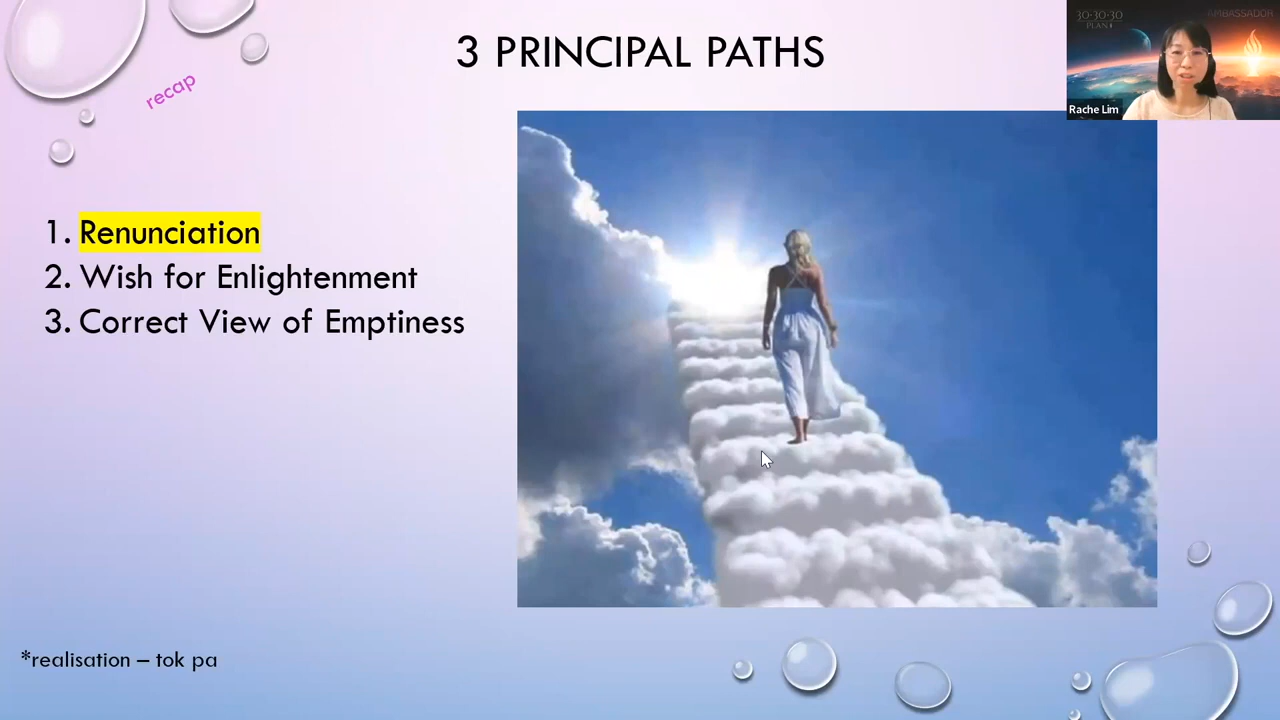 3 PRINCIPAL PATHS
recap
30·30·30
PLAN
AMBASSADOR
Rache Lim
1. Renunciation
2. Wish for Enlightenment
3. Correct View of Emptiness
*realisation – tok pa